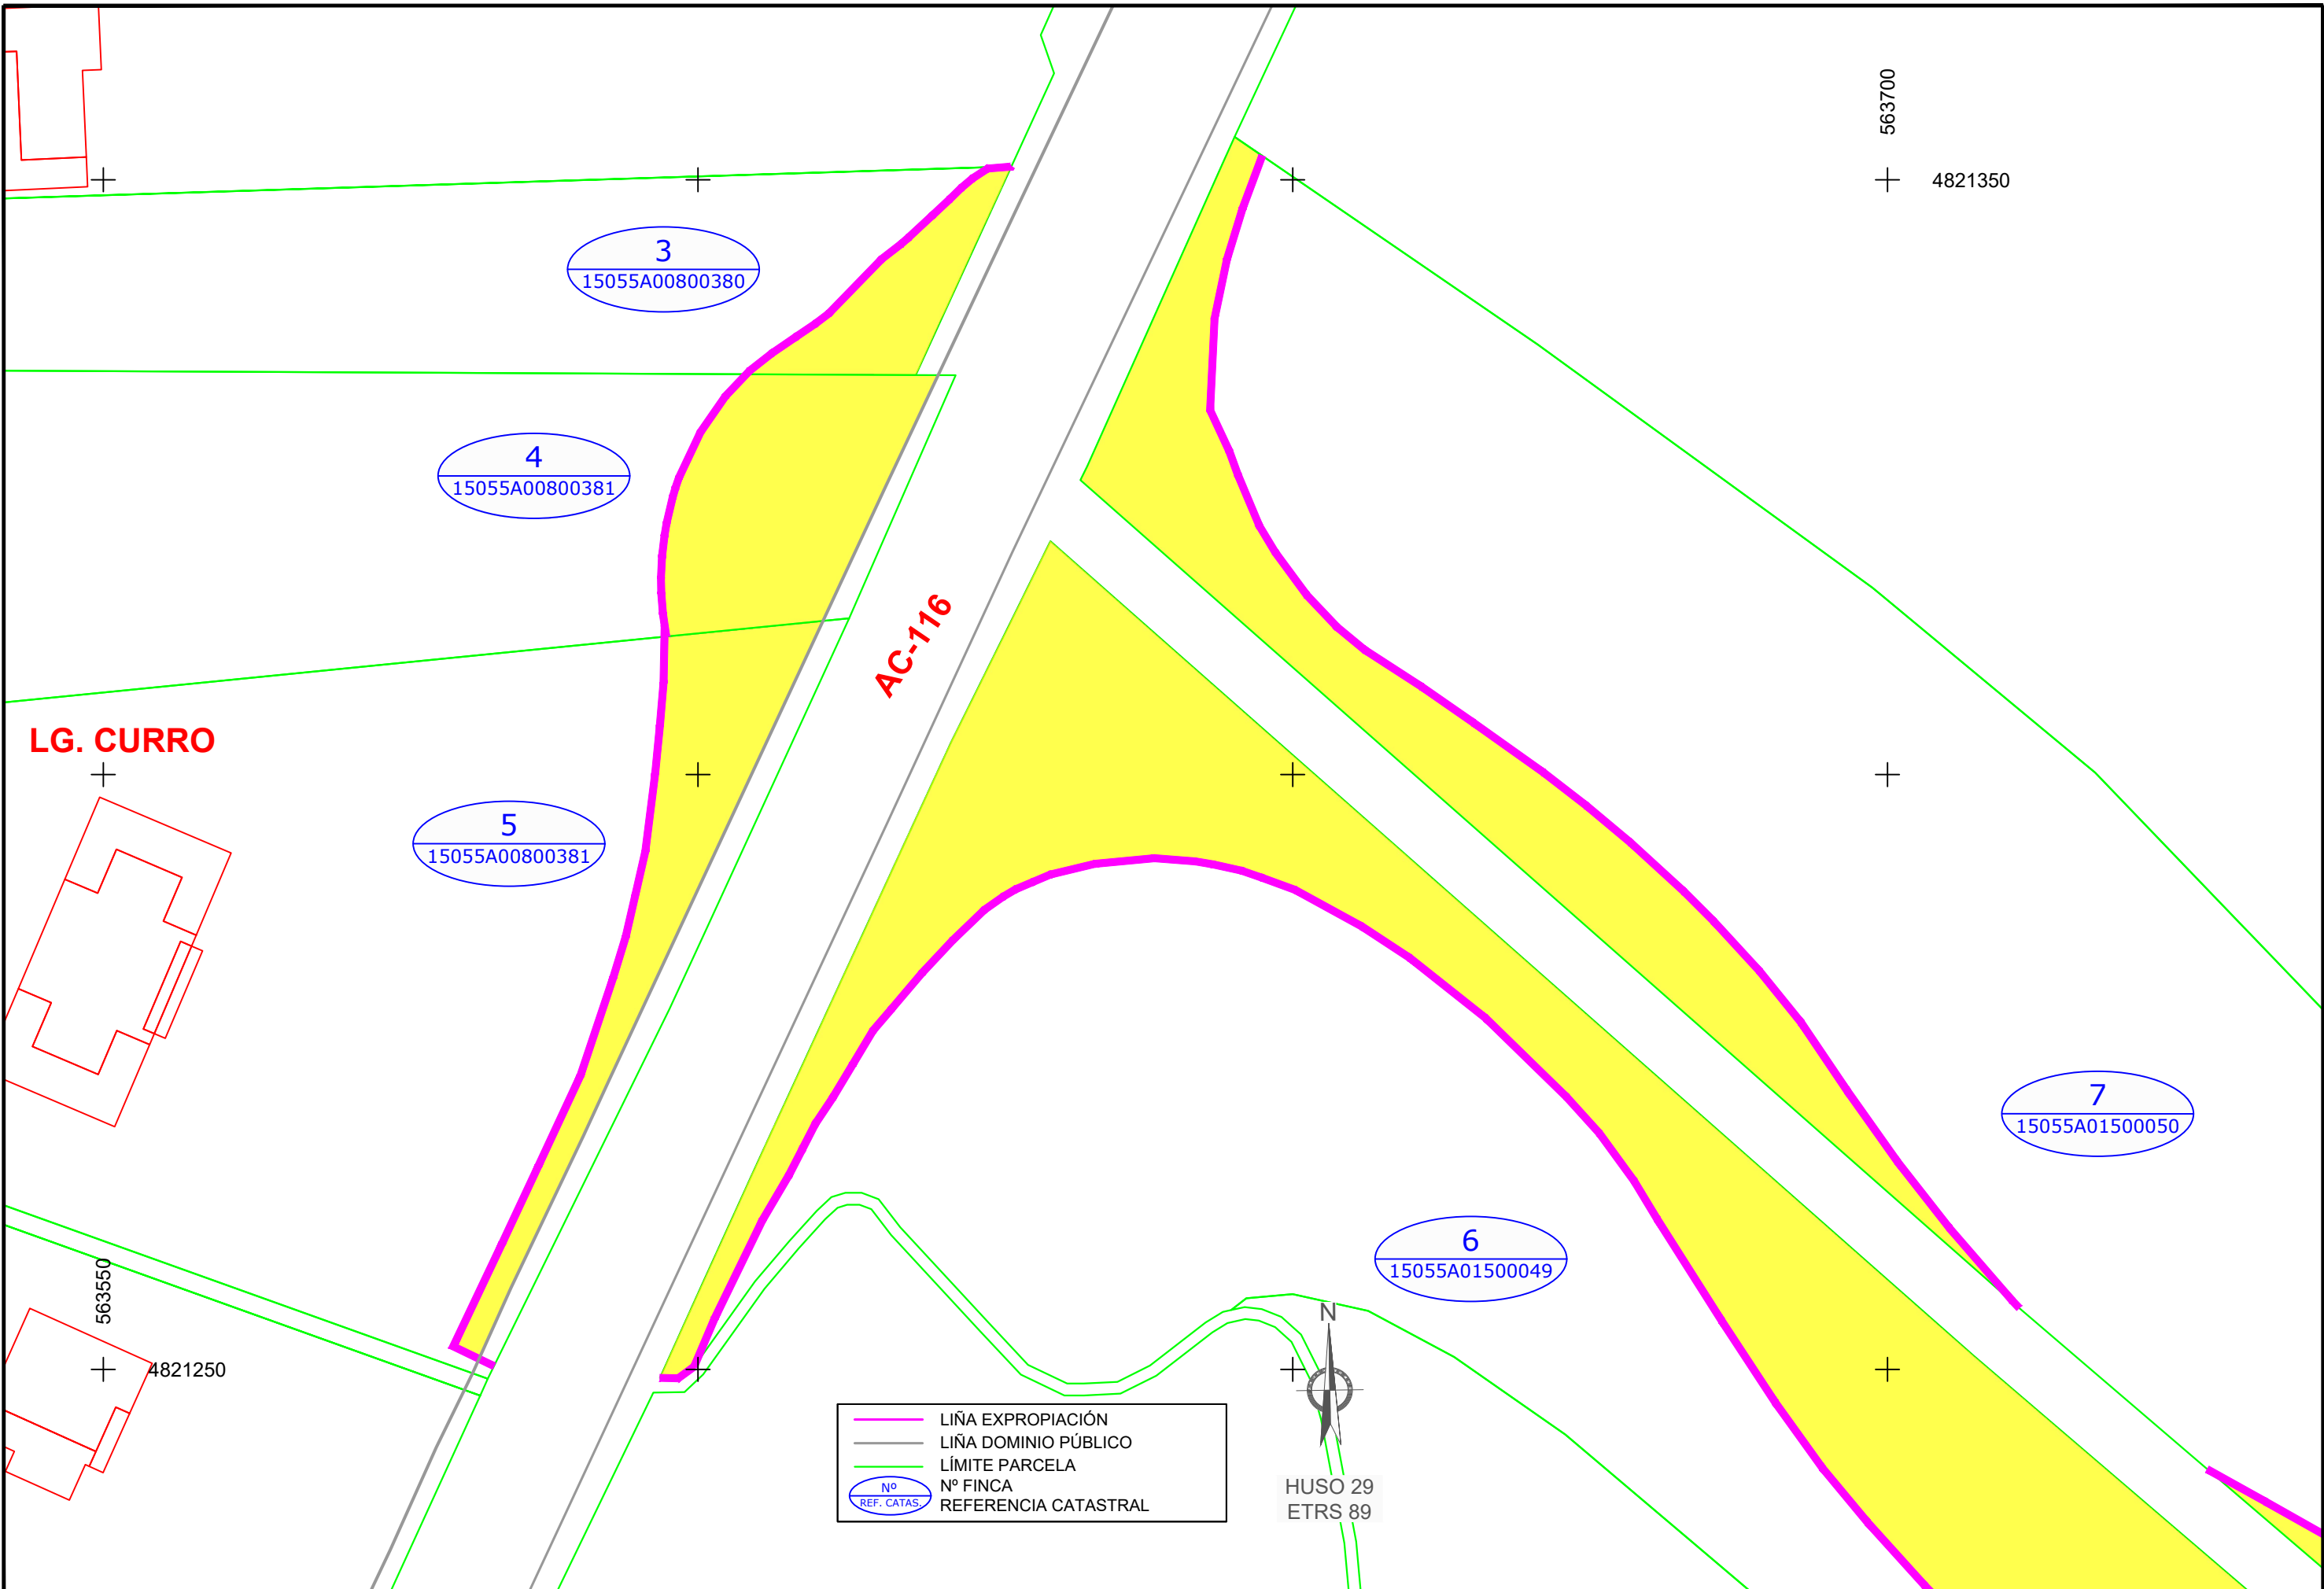 563700
4821350
3
15055A00800380
4
15055A00800381
AC-116
LG. CURRO
5
15055A00800381
7
15055A01500050
6
15055A01500049
563550
4821250
N
HUSO 29
ETRS 89
LIÑA EXPROPIACIÓN
LIÑA DOMINIO PÚBLICO
LÍMITE PARCELA
Nº
REF. CATAS.
Nº FINCA
REFERENCIA CATASTRAL